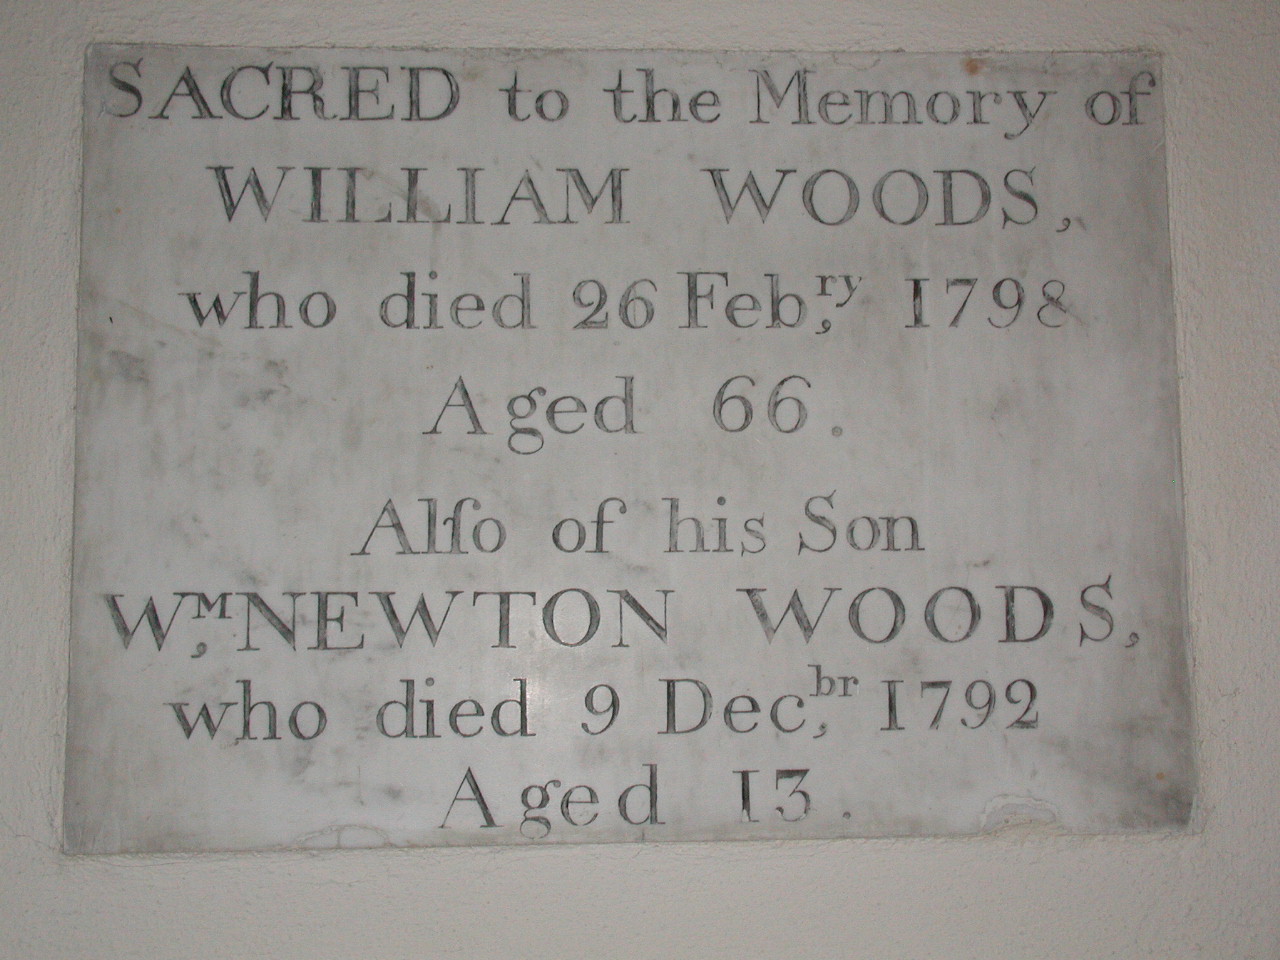 SACRED to the Memory of
WILLIAM WOODS,
who died 26 Feb,ʳʸ 1798
Aged 66.
Alſo of his Son
W,ᴹ NEWTON WOODS,
who died 9 Dec,ᵇʳ 1792
Aged 13.